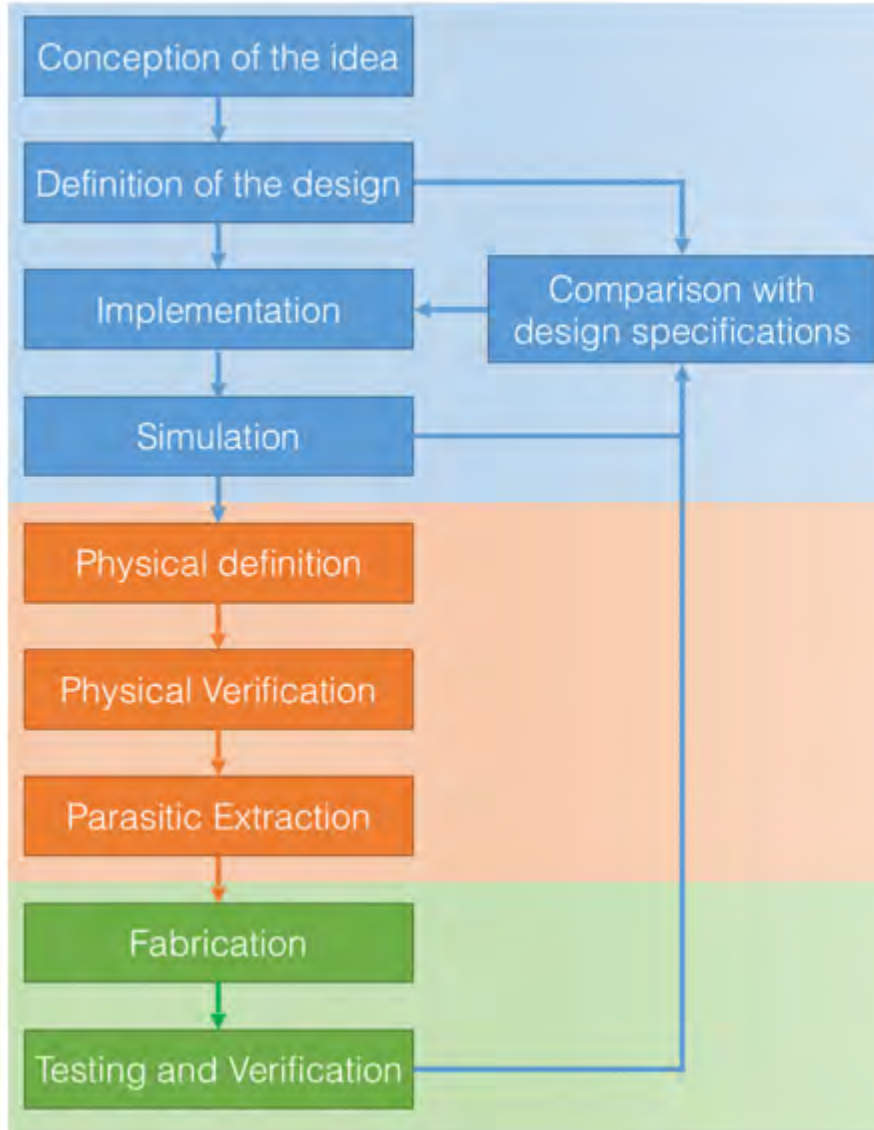 Conception of the idea
Definition of the design
Implementation
Comparison with
design specifications
Simulation
Physical definition
Physical Verification
Parasitic Extraction
Fabrication
Testing and Verification